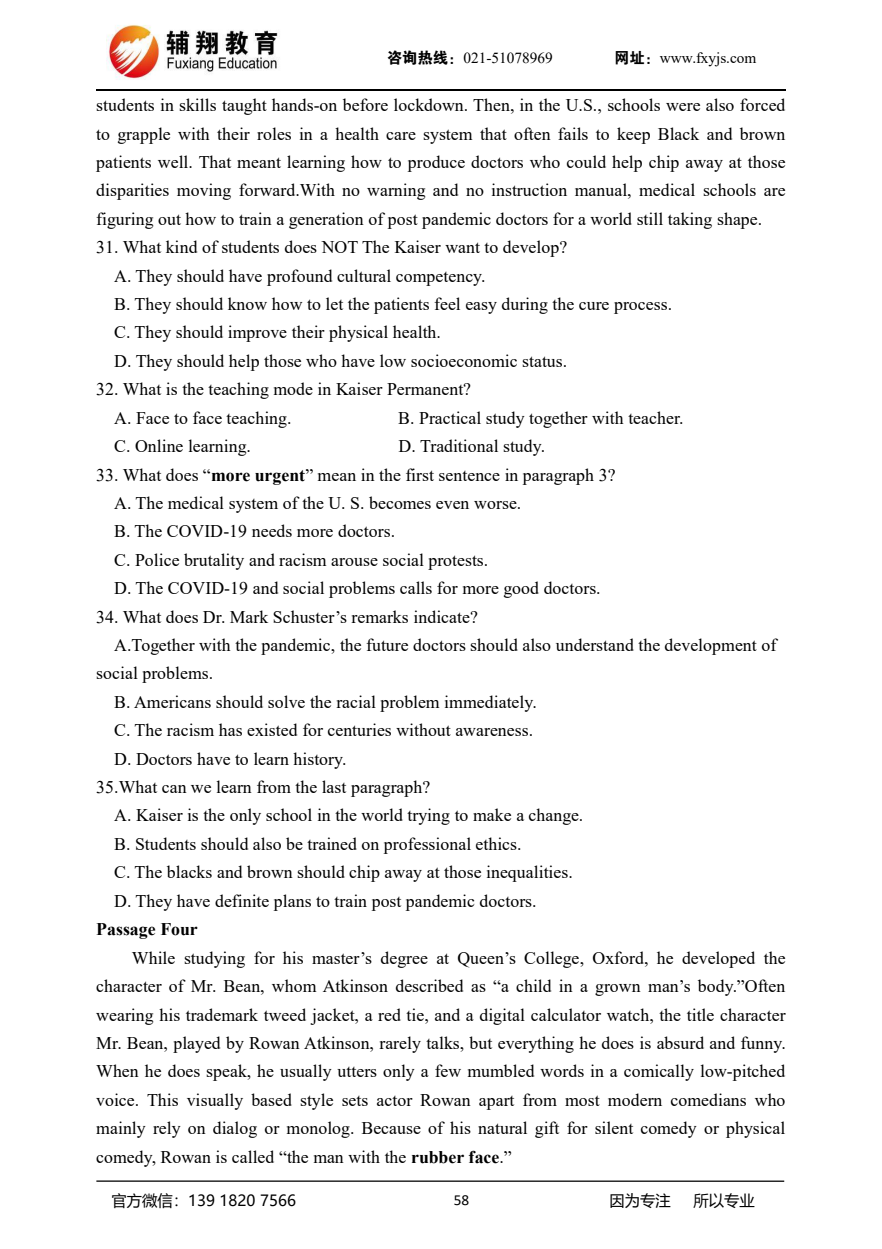 辅翔教育
Fuxiang Education
咨询热线：021-51078969 网址：www.fxyjs.com
students in skills taught hands-on before lockdown. Then, in the U.S., schools were also forced
to grapple with their roles in a health care system that often fails to keep Black and brown
patients well. That meant learning how to produce doctors who could help chip away at those
disparities moving forward.With no warning and no instruction manual, medical schools are
figuring out how to train a generation of post pandemic doctors for a world still taking shape.
31. What kind of students does NOT The Kaiser want to develop?
A. They should have profound cultural competency.
B. They should know how to let the patients feel easy during the cure process.
C. They should improve their physical health.
D. They should help those who have low socioeconomic status.
32. What is the teaching mode in Kaiser Permanent?
A. Face to face teaching. B. Practical study together with teacher.
C. Online learning. D. Traditional study.
33. What does “more urgent” mean in the first sentence in paragraph 3?
A. The medical system of the U. S. becomes even worse.
B. The COVID-19 needs more doctors.
C. Police brutality and racism arouse social protests.
D. The COVID-19 and social problems calls for more good doctors.
34. What does Dr. Mark Schuster’s remarks indicate?
A.Together with the pandemic, the future doctors should also understand the development of
social problems.
B. Americans should solve the racial problem immediately.
C. The racism has existed for centuries without awareness.
D. Doctors have to learn history.
35.What can we learn from the last paragraph?
A. Kaiser is the only school in the world trying to make a change.
B. Students should also be trained on professional ethics.
C. The blacks and brown should chip away at those inequalities.
D. They have definite plans to train post pandemic doctors.
Passage Four
While studying for his master’s degree at Queen’s College, Oxford, he developed the
character of Mr. Bean, whom Atkinson described as “a child in a grown man’s body.”Often
wearing his trademark tweed jacket, a red tie, and a digital calculator watch, the title character
Mr. Bean, played by Rowan Atkinson, rarely talks, but everything he does is absurd and funny.
When he does speak, he usually utters only a few mumbled words in a comically low-pitched
voice. This visually based style sets actor Rowan apart from most modern comedians who
mainly rely on dialog or monolog. Because of his natural gift for silent comedy or physical
comedy, Rowan is called “the man with the rubber face.”
官方微信：139 1820 7566 58 因为专注 所以专业